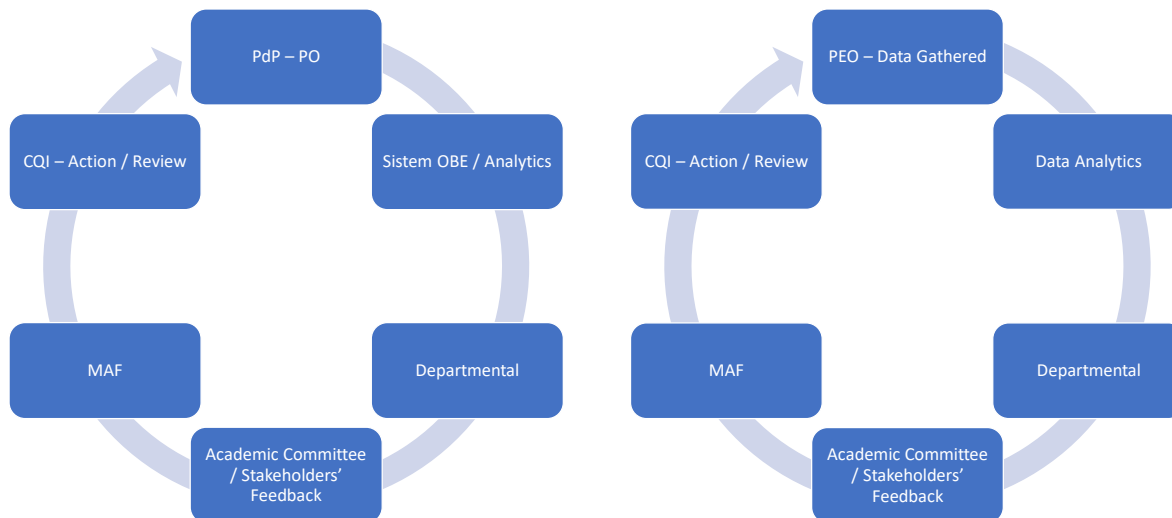 PdP – PO
Sistem OBE / Analytics
Departmental
Academic Committee
/ Stakeholders’
Feedback
MAF
CQI – Action / Review
PEO – Data Gathered
Data Analytics
Departmental
Academic Committee
/ Stakeholders’
Feedback
MAF
CQI – Action / Review